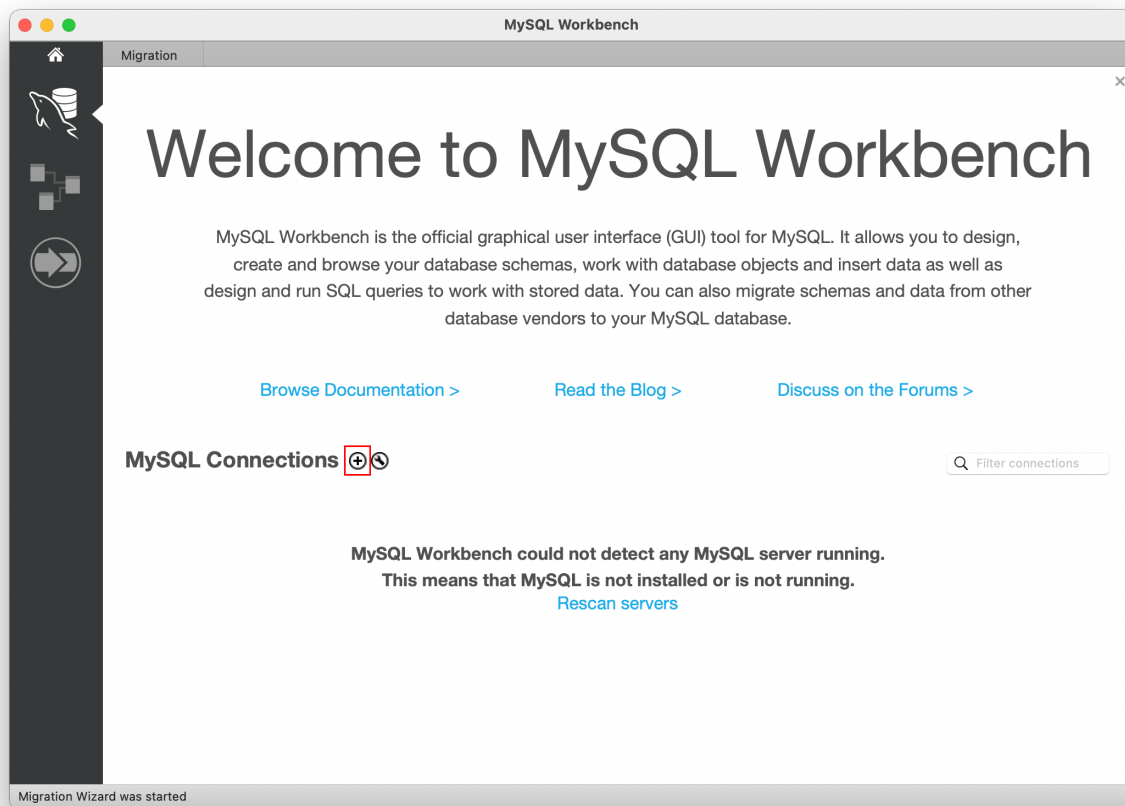 MySQL Workbench
Migration
Welcome to MySQL Workbench
MySQL Workbench is the official graphical user interface (GUI) tool for MySQL. It allows you to design,
create and browse your database schemas, work with database objects and insert data as well as
design and run SQL queries to work with stored data. You can also migrate schemas and data from other
database vendors to your MySQL database.
Browse Documentation >
Read the Blog >
Discuss on the Forums >
MySQL Connections
Filter connections
MySQL Workbench could not detect any MySQL server running.
This means that MySQL is not installed or is not running.
Rescan servers
Migration Wizard was started